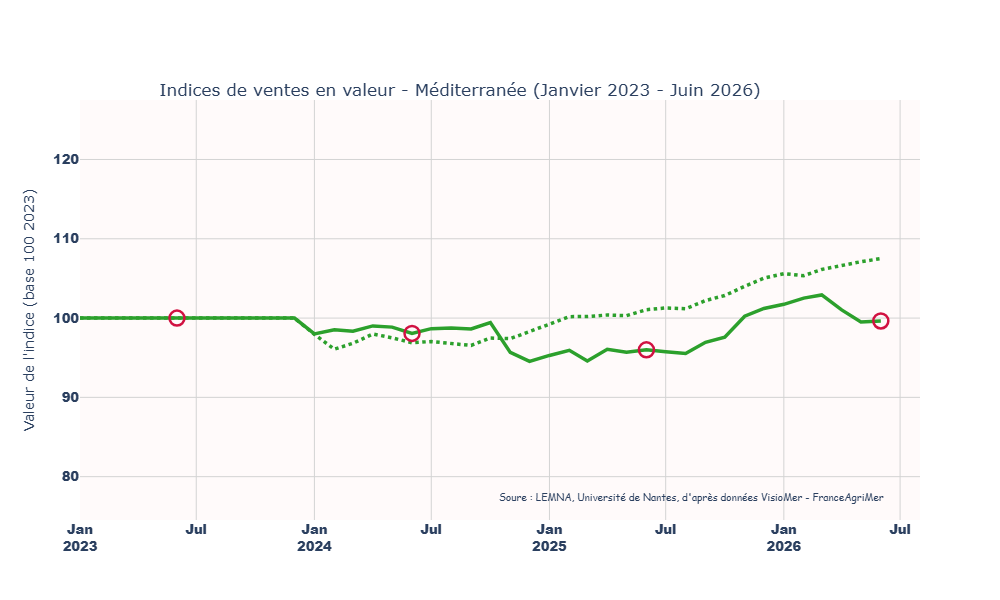 Indices de ventes en valeur - Méditerranée (Janvier 2023 - Juin 2026)
Valeur de l'indice (base 100 2023)
120
110
100
90
80
Soure : LEMNA, Université de Nantes, d'après données VisioMer - FranceAgriMer
Jan Jul Jan Jul Jan Jul Jan Jul
2023 2024 2025 2026